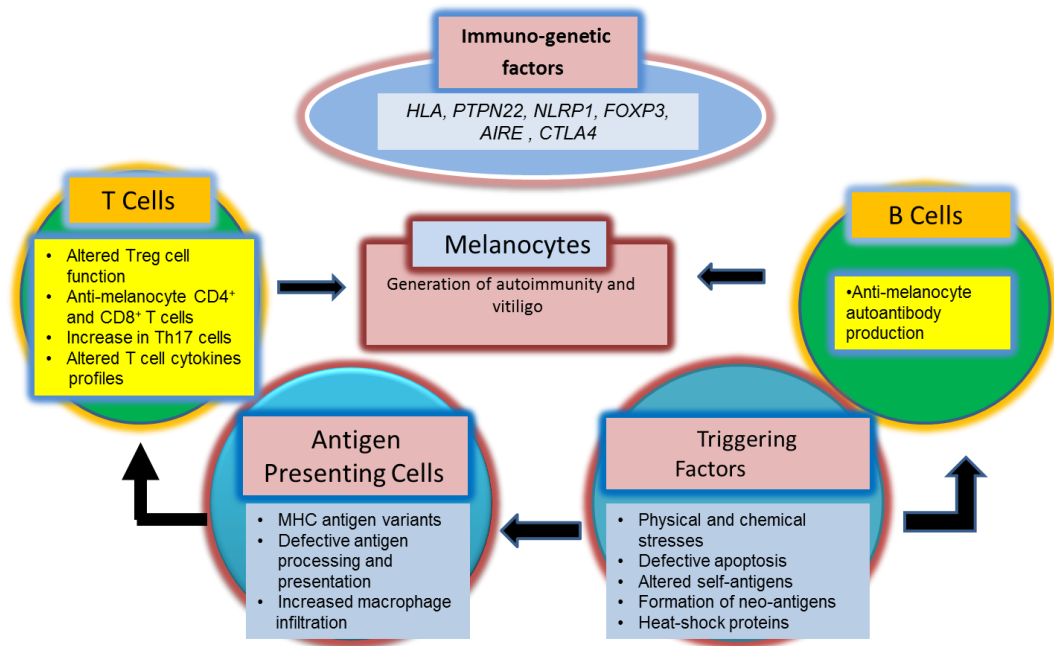 Immuno-genetic
factors
HLA, PTPN22, NLRP1, FOXP3,
AIRE , CTLA4
T Cells
• Altered Treg cell
function
• Anti-melanocyte CD4⁺
and CD8⁺ T cells
• Increase in Th17 cells
• Altered T cell cytokines
profiles
Melanocytes
Generation of autoimmunity and
vitiligo
B Cells
•Anti-melanocyte
autoantibody
production
Antigen
Presenting Cells
• MHC antigen variants
• Defective antigen
processing and
presentation
• Increased macrophage
infiltration
Triggering
Factors
• Physical and chemical
stresses
• Defective apoptosis
• Altered self-antigens
• Formation of neo-antigens
• Heat-shock proteins